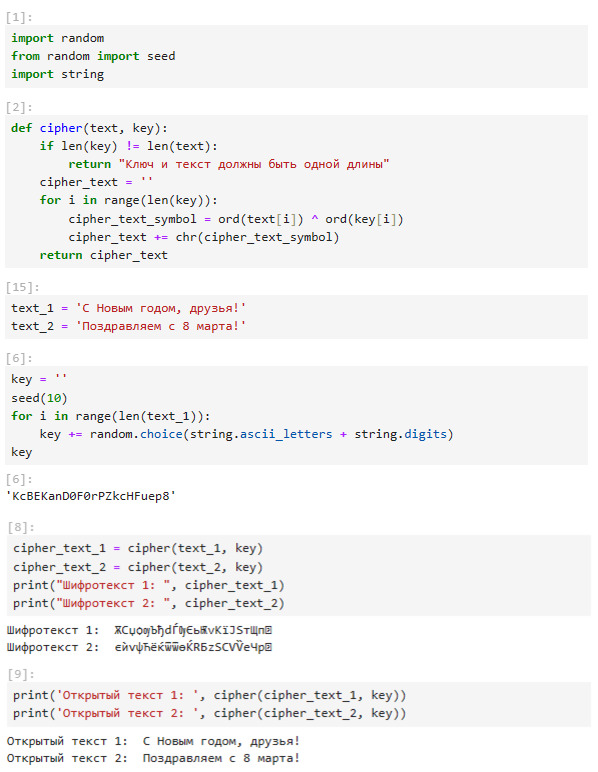 [1]:
import random
from random import seed
import string
[2]:
def cipher(text, key):
    if len(key) != len(text):
        return "Ключ и текст должны быть одной длины"
    cipher_text = ''
    for i in range(len(key)):
        cipher_text_symbol = ord(text[i]) ^ ord(key[i])
        cipher_text += chr(cipher_text_symbol)
    return cipher_text
[15]:
text_1 = 'С Новым годом, друзья!'
text_2 = 'Поздравляем с 8 марта!'
[6]:
key = ''
seed(10)
for i in range(len(text_1)):
    key += random.choice(string.ascii_letters + string.digits)
key
[6]:
'KcBEKanD0F0rPZkcHFuep8'
[8]:
cipher_text_1 = cipher(text_1, key)
cipher_text_2 = cipher(text_2, key)
print("Шифротекст 1: ", cipher_text_1)
print("Шифротекст 2: ", cipher_text_2)
Шифротекст 1:
Шифротекст 2:
[9]:
print('Открытый текст 1: ', cipher(cipher_text_1, key))
print('Открытый текст 2: ', cipher(cipher_text_2, key))
Открытый текст 1:  С Новым годом, друзья!
Открытый текст 2:  Поздравляем с 8 марта!